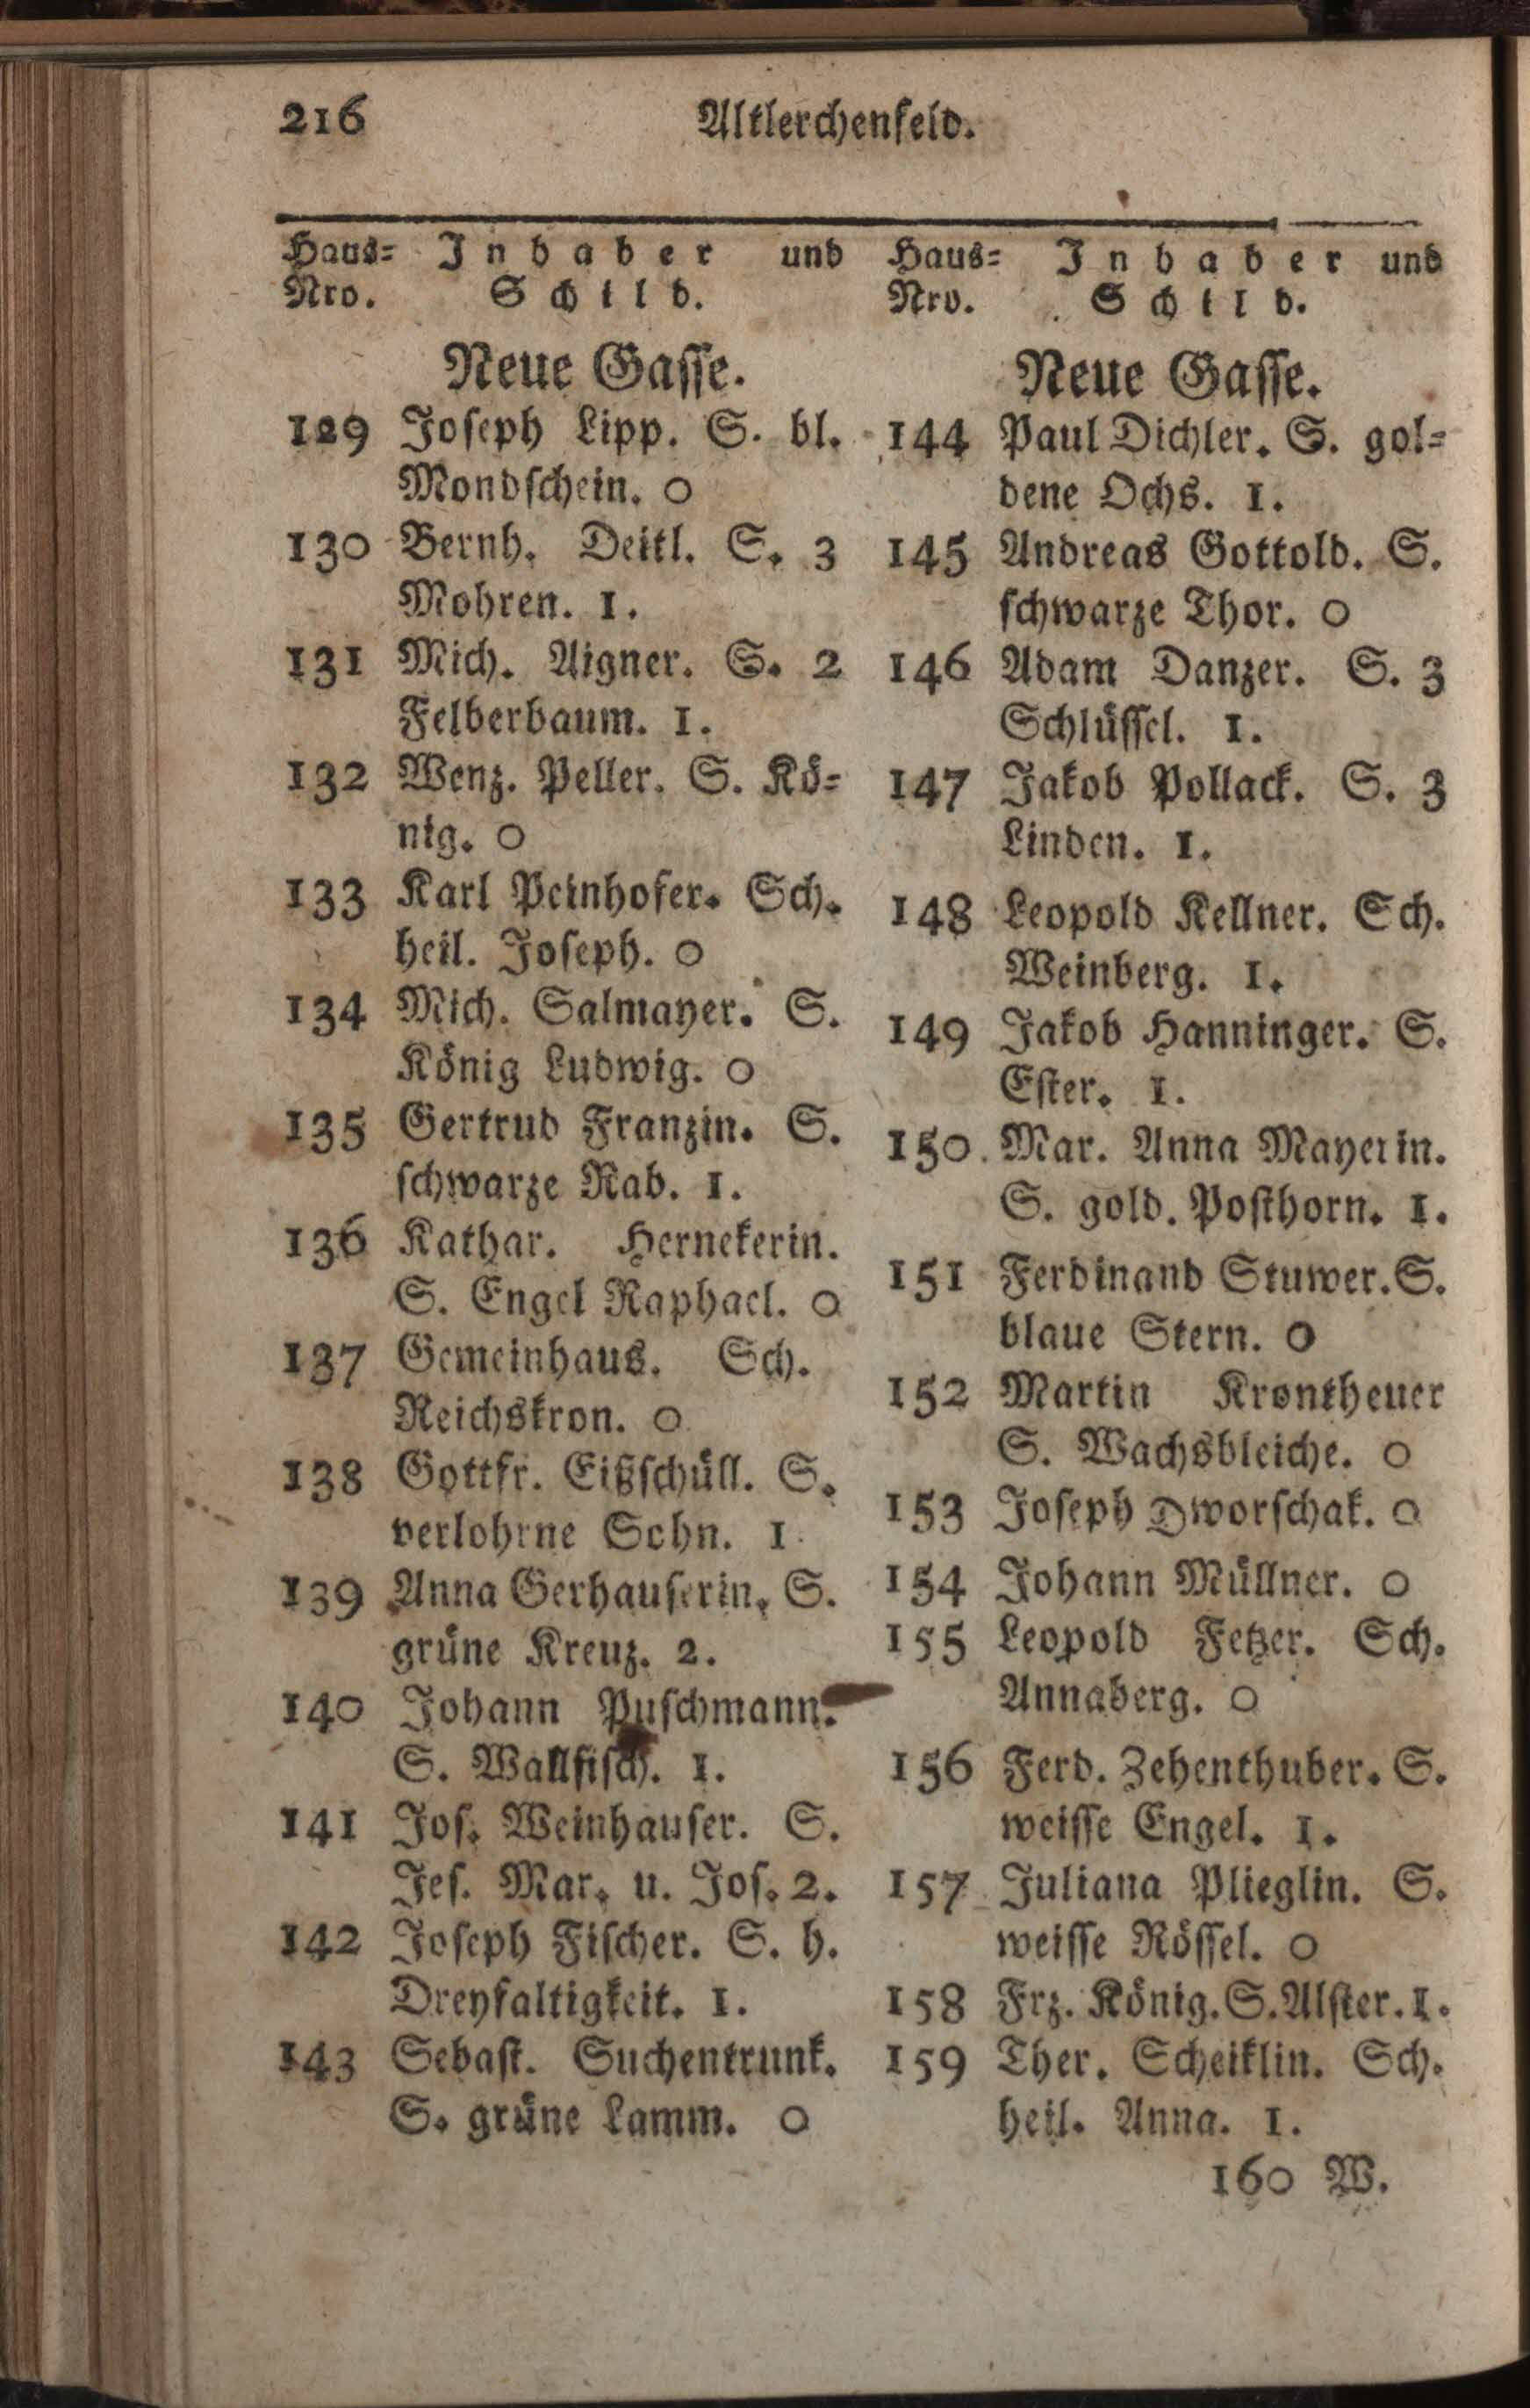 216
Altlerchenfeld.
Haus= Inhaber und
Nro. Schild.
Neue Gasse.
129 Joseph Lipp. S. bl.
Mondschein. o
130 Bernh. Deitl. S. 3
Mohren. 1.
131 Mich. Aigner. S. 2
Felberbaum. 1.
132 Wenz. Peller. S. Kö=
nig. o
133 Karl Peinhofer. Sch.
heil. Joseph. o
134 Mich. Salmayer. S.
König Ludwig. o
135 Gertrud Franzin. S.
schwarze Rab. 1.
136 Kathar. Hernekerin.
S. Engel Raphael. o
137 Gemeinhaus. Sch.
Reichskron. o
138 Gottfr. Eißschüll. S.
verlohrne Sohn. 1
139 Anna Gerhauserin. S.
grüne Kreuz. 2.
140 Johann Puschmann.
S. Wallfisch. 1.
141 Jos. Weinhauser. S.
Jes. Mar. u. Jos. 2.
142 Joseph Fischer. S. h.
Dreyfaltigkeit. 1.
143 Sebast. Suchentrunk.
S. grüne Lamm. o
Haus= Inhaber und
Nro. Schild.
Neue Gasse.
144 Paul Dichler. S. gol=
dene Ochs. 1.
145 Andreas Gottold. S.
schwarze Thor. o
146 Adam Danzer. S. 3
Schlüssel. 1.
147 Jakob Pollack. S. 3
Linden. 1.
148 Leopold Kellner. Sch.
Weinberg. 1.
149 Jakob Hanninger. S.
Ester. 1.
150 Mar. Anna Mayerin.
S. gold. Posthorn. 1.
151 Ferdinand Stuwer. S.
blaue Stern. o
152 Martin Krontheuer
S. Wachsbleiche. o
153 Joseph Dworschak. o
154 Johann Müllner. o
155 Leopold Fetzer. Sch.
Annaberg. o
156 Ferd. Zehenthuber. S.
weisse Engel. 1.
157 Juliana Plieglin. S.
weisse Rössel. o
158 Frz. König. S. Alster. 1.
159 Ther. Scheiklin. Sch.
heil. Anna. 1.
160 W.